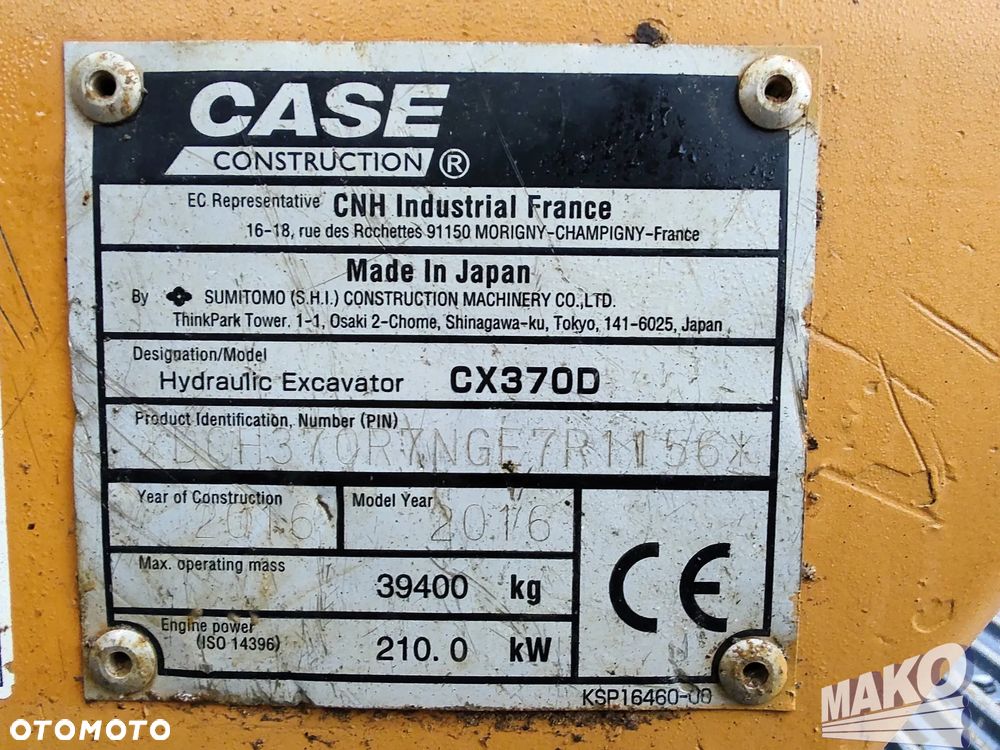 CASE
CONSTRUCTION ®
EC Representative CNH Industrial France
16-18, rue des Rochettes 91150 MORIGNY-CHAMPIGNY-France
Made In Japan
By SUMITOMO (S.H.I.) CONSTRUCTION MACHINERY CO.,LTD.
ThinkPark Tower. 1-1, Osaki 2-Chome, Shinagawa-ku, Tokyo, 141-6025, Japan
Designation/Model
Hydraulic Excavator CX370D
Product Identification, Number (PIN)
DCH370R7NGE7R1156
Year of Construction Model Year
2016 2016
Max. operating mass
39400 kg
Engine power
(ISO 14396) 210.0 kW
CE
KSP16460-00
MAKO
OTOMOTO